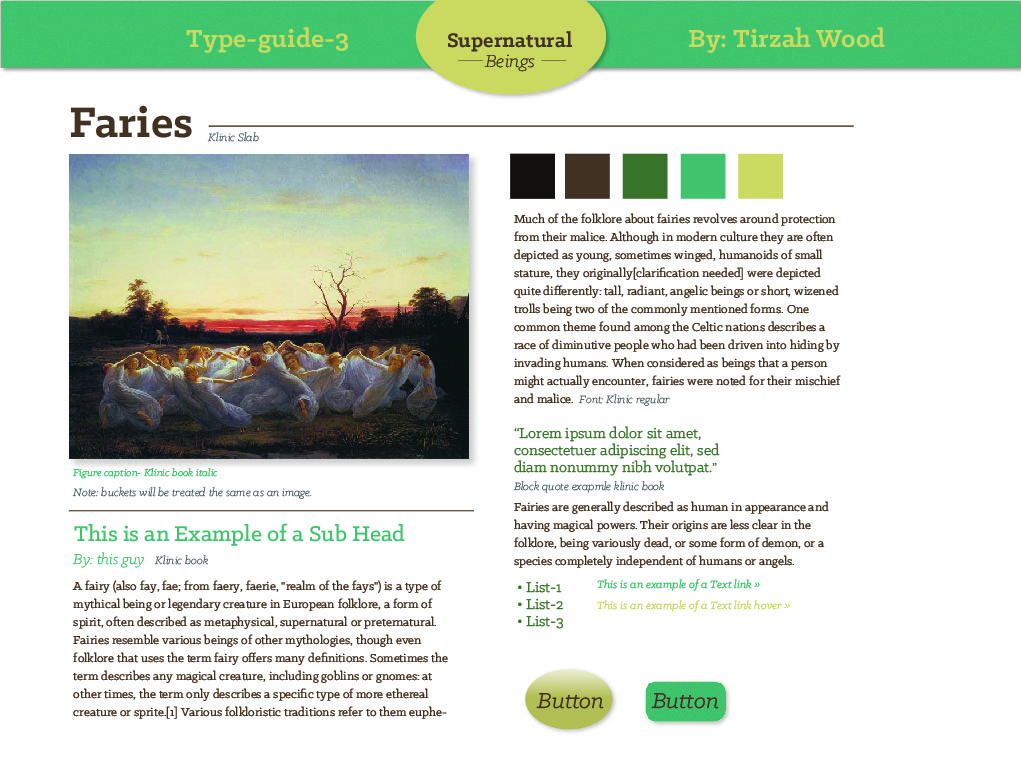 Type-guide-3
Supernatural
Beings
By: Tirzah Wood
Faries
Klinic Slab
Figure caption- Klinic book italic
Note: buckets will be treated the same as an image.
This is an Example of a Sub Head
By: this guy Klinic book
A fairy (also fay, fae; from faery, faerie, "realm of the fays") is a type of
mythical being or legendary creature in European folklore, a form of
spirit, often described as metaphysical, supernatural or preternatural.
Fairies resemble various beings of other mythologies, though even
folklore that uses the term fairy offers many definitions. Sometimes the
term describes any magical creature, including goblins or gnomes: at
other times, the term only describes a specific type of more ethereal
creature or sprite.[1] Various folkloristic traditions refer to them euphe-
Much of the folklore about fairies revolves around protection
from their malice. Although in modern culture they are often
depicted as young, sometimes winged, humanoids of small
stature, they originally[clarification needed] were depicted
quite differently: tall, radiant, angelic beings or short, wizened
trolls being two of the commonly mentioned forms. One
common theme found among the Celtic nations describes a
race of diminutive people who had been driven into hiding by
invading humans. When considered as beings that a person
might actually encounter, fairies were noted for their mischief
and malice. Font: Klinic regular
“Lorem ipsum dolor sit amet,
consectetuer adipiscing elit, sed
diam nonummy nibh volutpat.”
Block quote exapmle klinic book
Fairies are generally described as human in appearance and
having magical powers. Their origins are less clear in the
folklore, being variously dead, or some form of demon, or a
species completely independent of humans or angels.
• List-1
• List-2
• List-3
This is an example of a Text link »
This is an example of a Text link hover »
Button
Button